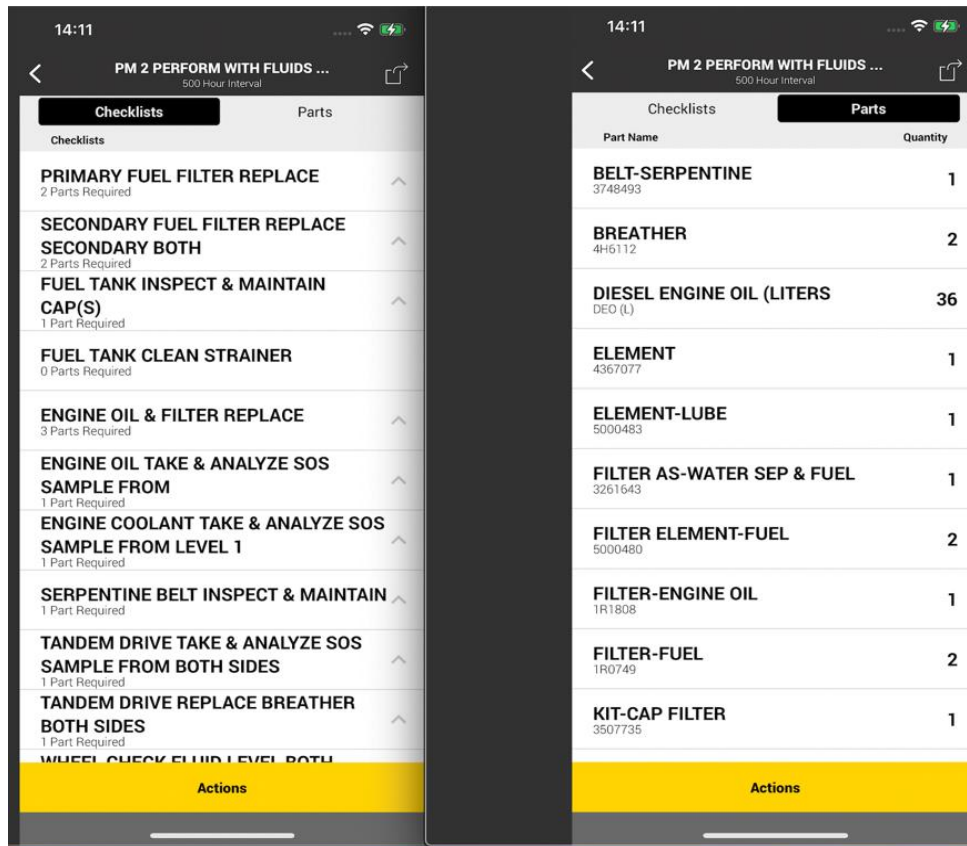 14:11
PM 2 PERFORM WITH FLUIDS ...
500 Hour Interval
Checklists
Parts
Checklists
PRIMARY FUEL FILTER REPLACE
2 Parts Required
SECONDARY FUEL FILTER REPLACE
SECONDARY BOTH
2 Parts Required
FUEL TANK INSPECT & MAINTAIN
CAP(S)
1 Part Required
FUEL TANK CLEAN STRAINER
0 Parts Required
ENGINE OIL & FILTER REPLACE
3 Parts Required
ENGINE OIL TAKE & ANALYZE SOS
SAMPLE FROM
1 Part Required
ENGINE COOLANT TAKE & ANALYZE SOS
SAMPLE FROM LEVEL 1
1 Part Required
SERPENTINE BELT INSPECT & MAINTAIN
1 Part Required
TANDEM DRIVE TAKE & ANALYZE SOS
SAMPLE FROM BOTH SIDES
1 Part Required
TANDEM DRIVE REPLACE BREATHER
BOTH SIDES
1 Part Required
WHEEL CHECK FLUID LEVEL BOTH
Actions
14:11
PM 2 PERFORM WITH FLUIDS ...
500 Hour Interval
Checklists
Parts
Part Name Quantity
BELT-SERPENTINE 1
3748493
BREATHER 2
4H6112
DIESEL ENGINE OIL (LITERS 36
DEO (L)
ELEMENT 1
4367077
ELEMENT-LUBE 1
5000483
FILTER AS-WATER SEP & FUEL 1
3261643
FILTER ELEMENT-FUEL 2
5000480
FILTER-ENGINE OIL 1
1R1808
FILTER-FUEL 2
1R0749
KIT-CAP FILTER 1
3507735
Actions